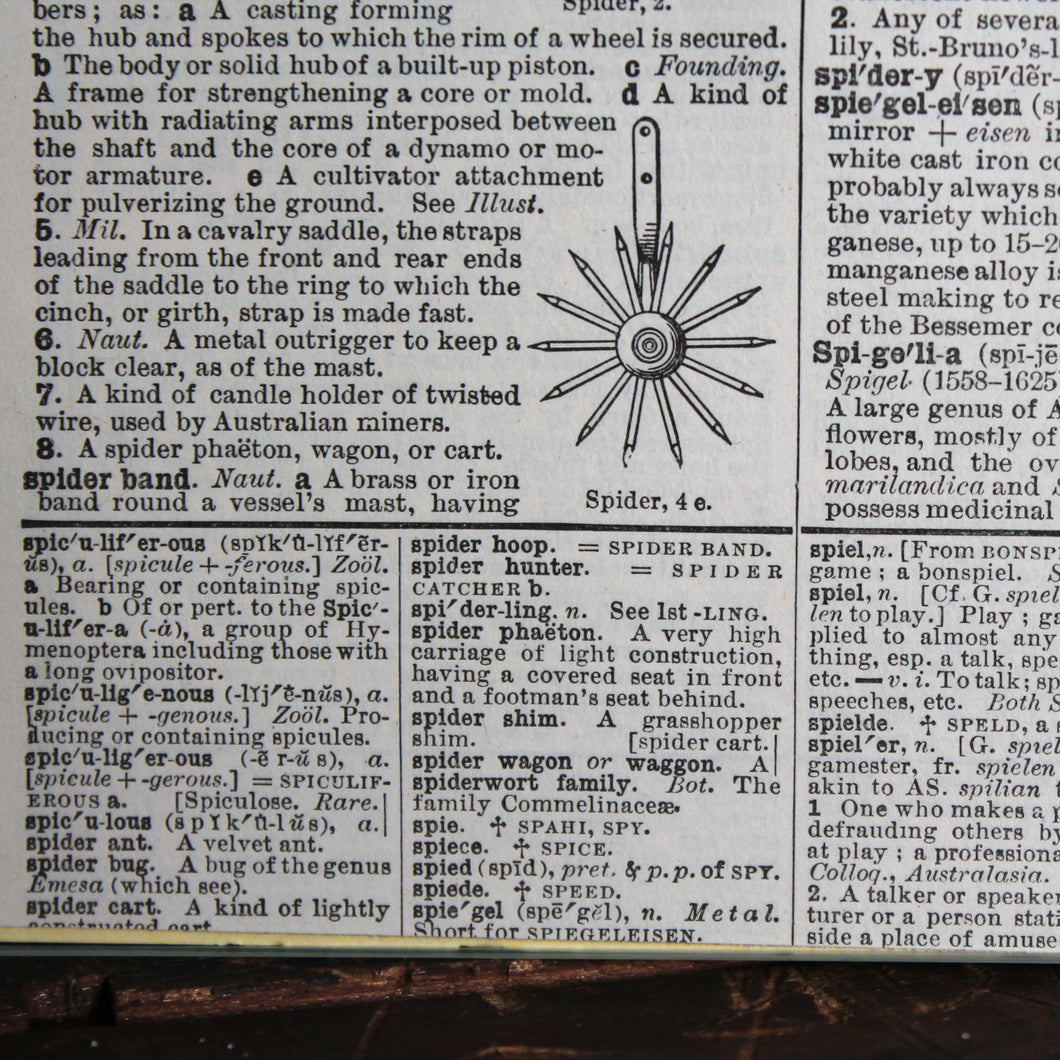 bers; as: a A casting forming
Spider, 2.
the hub and spokes to which the rim of a wheel is secured.
b The body or solid hub of a built-up piston. c Founding.
A frame for strengthening a core or mold. d A kind of
hub with radiating arms interposed between
the shaft and the core of a dynamo or mo-
tor armature. e A cultivator attachment
for pulverizing the ground. See Illust.
5. Mil. In a cavalry saddle, the straps
leading from the front and rear ends
of the saddle to the ring to which the
cinch, or girth, strap is made fast.
6. Naut. A metal outrigger to keep a
block clear, as of the mast.
7. A kind of candle holder of twisted
wire, used by Australian miners.
8. A spider phaëton, wagon, or cart.
spider band. Naut. a A brass or iron
band round a vessel's mast, having
Spider, 4 e.
2. Any of severa
lily, St.-Bruno's-l
spi′der-y (spī′dẽr-
spie′gel-ei′sen (s
mirror + eisen i
white cast iron co
probably always s
the variety which
ganese, up to 15–2
manganese alloy i
steel making to re
of the Bessemer c
Spi-ge′li-a (spī-jē
Spigel (1558–1625
A large genus of A
flowers, mostly of
lobes, and the ov
marilandica and S
possess medicinal
spic′u-lif′er-ous (spĭk′ŭ-lĭf′ẽr-
ŭs), a. [spicule + -ferous.] Zoöl.
a Bearing or containing spic-
ules. b Of or pert. to the Spic′-
u-lif′er-a (-ȧ), a group of Hy-
menoptera including those with
a long ovipositor.
spic′u-lig′e-nous (-lĭj′ē̍-nŭs), a.
[spicule + -genous.] Zoöl. Pro-
ducing or containing spicules.
spic′u-lig′er-ous (-ẽr-ŭs), a.
[spicule + -gerous.] = SPICULIF-
EROUS a. [Spiculose. Rare.|
spic′u-lous (spĭk′ŭ-lŭs), a.|
spider ant. A velvet ant.
spider bug. A bug of the genus
Emesa (which see).
spider cart. A kind of lightly
constructed cart.
spider hoop. = SPIDER BAND.
spider hunter. = SPIDER
CATCHER b.
spi′der-ling, n. See 1st -LING.
spider phaëton. A very high
carriage of light construction,
having a covered seat in front
and a footman's seat behind.
spider shim. A grasshopper
shim. [spider cart.|
spider wagon or waggon. A|
spiderwort family. Bot. The
family Commelinaceæ.
spie. ✝ SPAHI, SPY.
spiece. ✝ SPICE.
spied (spīd), pret. & p. p. of SPY.
spiede. ✝ SPEED.
spie′gel (spē′gĕl), n. Metal.
Short for SPIEGELEISEN.
spiel, n. [From BONSPI
game; a bonspiel. S
spiel, n. [Cf. G. spiel
len to play.] Play; ga
plied to almost any
thing, esp. a talk, spe
etc. — v. i. To talk; sp
speeches, etc. Both S
spielde. ✝ SPELD, a s
spiel′er, n. [G. spiel
gamester, fr. spielen
akin to AS. spilian t
1 One who makes a p
defrauding others by
at play; a professiona
Colloq., Australasia.
2. A talker or speaker
turer or a person stati
side a place of amuse